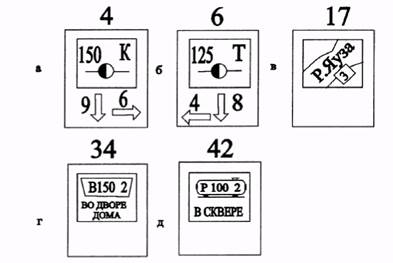 4 6 17
а 150 К б 125 Т в Р.Яуза
3
9 6 4 8
34 42
г В150 2 д Р 100 2
ВО ДВОРЕ В СКВЕРЕ
ДОМА